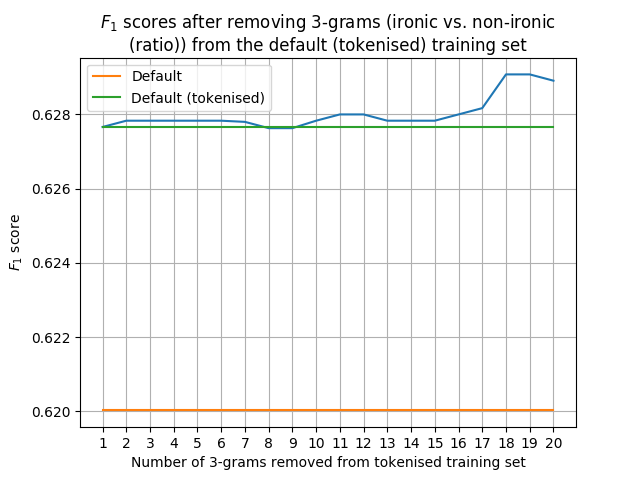 F1 scores after removing 3-grams (ironic vs. non-ironic
(ratio)) from the default (tokenised) training set
Default
Default (tokenised)
0.628
0.626
0.624
0.622
0.620
F1 score
1 2 3 4 5 6 7 8 9 10 11 12 13 14 15 16 17 18 19 20
Number of 3-grams removed from tokenised training set